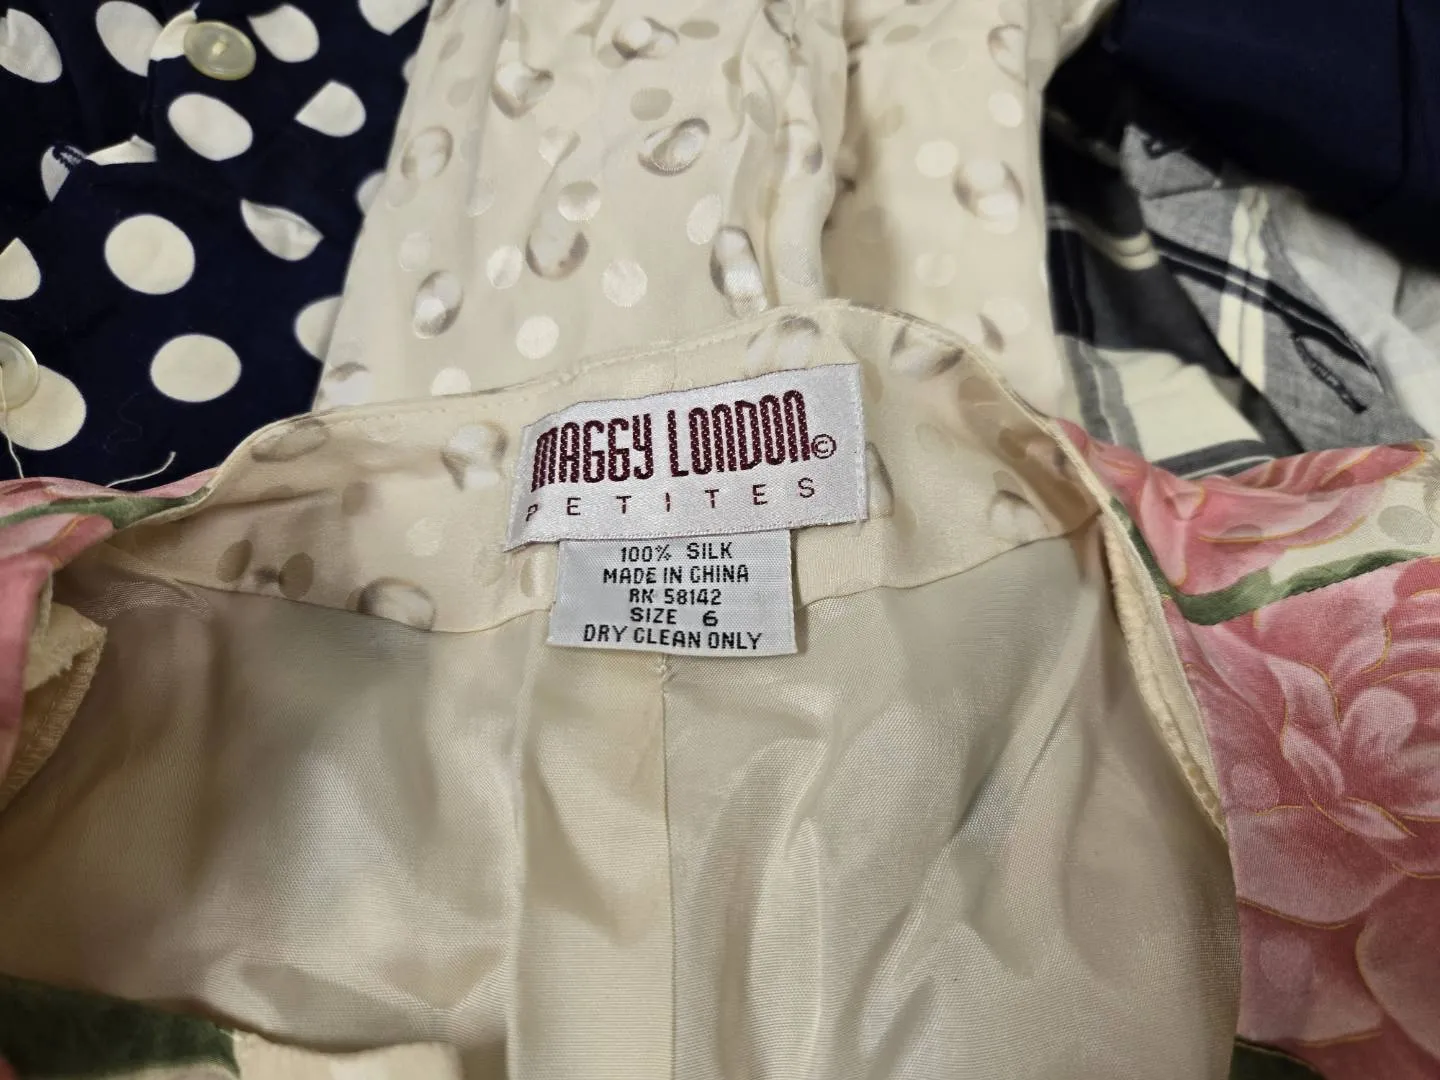 MAGGY LONDON©
PETITES
100% SILK
MADE IN CHINA
RN 58142
SIZE 6
DRY CLEAN ONLY